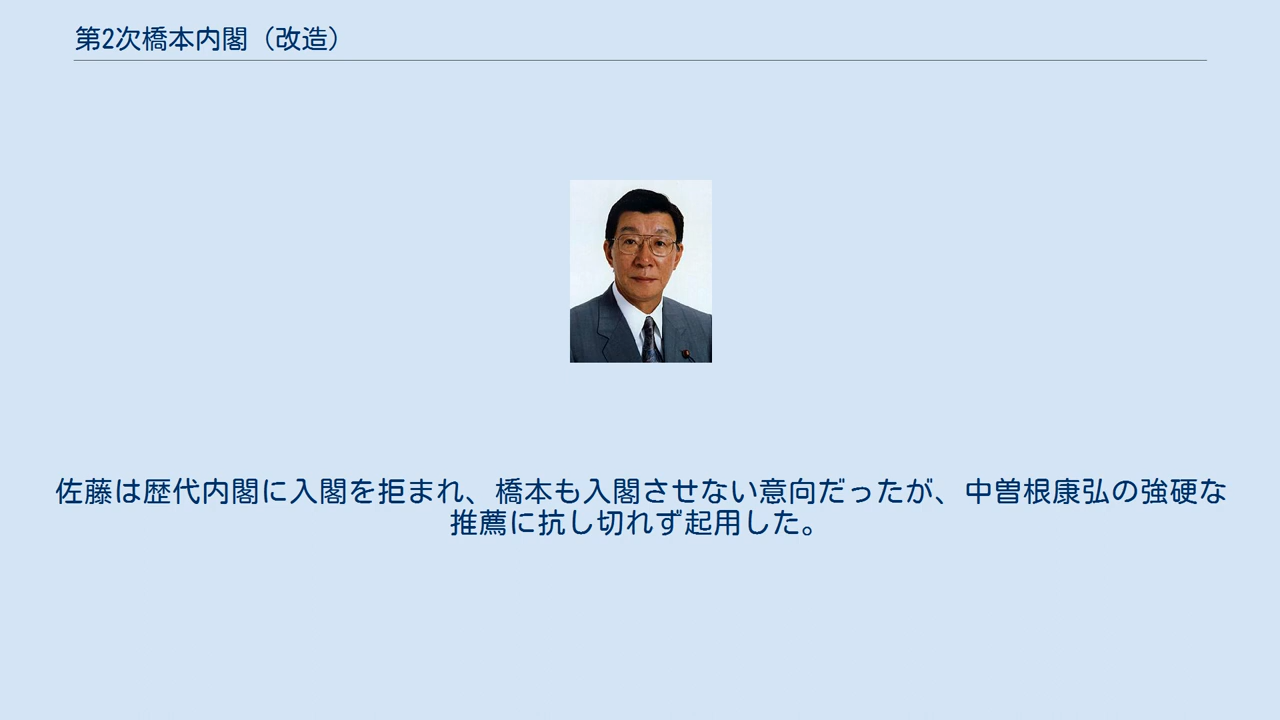 第2次橋本内閣（改造）
佐藤は歴代内閣に入閣を拒まれ、橋本も入閣させない意向だったが、中曽根康弘の強硬な
推薦に抗し切れず起用した。